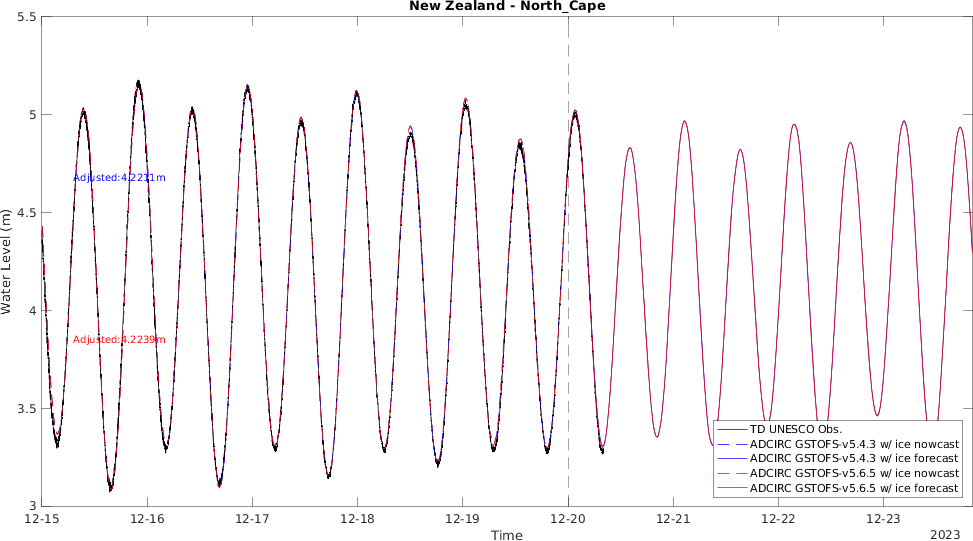 New Zealand - North_Cape
5.5
5
4.5
4
3.5
3
Water Level (m)
Adjusted:4.2211m
Adjusted:4.2239m
TD UNESCO Obs.
ADCIRC GSTOFS-v5.4.3 w/ ice nowcast
ADCIRC GSTOFS-v5.4.3 w/ ice forecast
ADCIRC GSTOFS-v5.6.5 w/ ice nowcast
ADCIRC GSTOFS-v5.6.5 w/ ice forecast
12-15 12-16 12-17 12-18 12-19 12-20 12-21 12-22 12-23
Time
2023